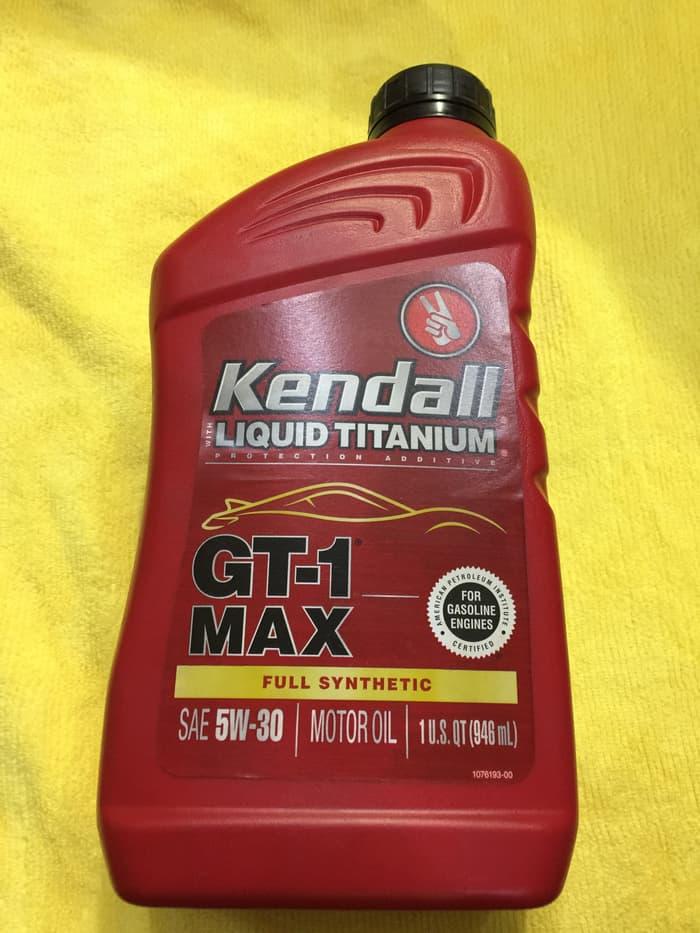 Kendall®
WITH LIQUID TITANIUM®
PROTECTION ADDITIVE
GT-1®
MAX
AMERICAN PETROLEUM INSTITUTE
FOR
GASOLINE
ENGINES
CERTIFIED
FULL SYNTHETIC
SAE 5W-30 | MOTOR OIL | 1 U.S. QT (946 mL)
1076193-00